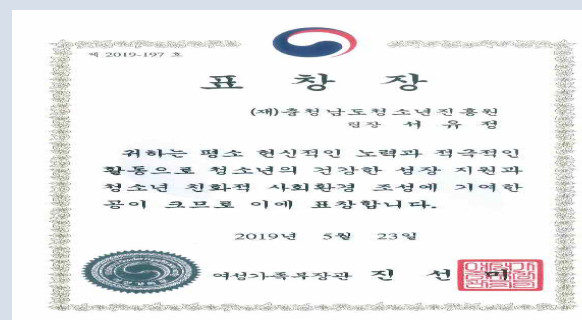 제 2019-197 호
표 창 장
(재)충청남도청소년진흥원
팀장 서 유 정
귀하는 평소 헌신적인 노력과 적극적인
활동으로 청소년의 건강한 성장 지원과
청소년 친화적 사회환경 조성에 기여한
공이 크므로 이에 표창합니다.
2019년 5월 23일
여성가족부장관 진 선 미